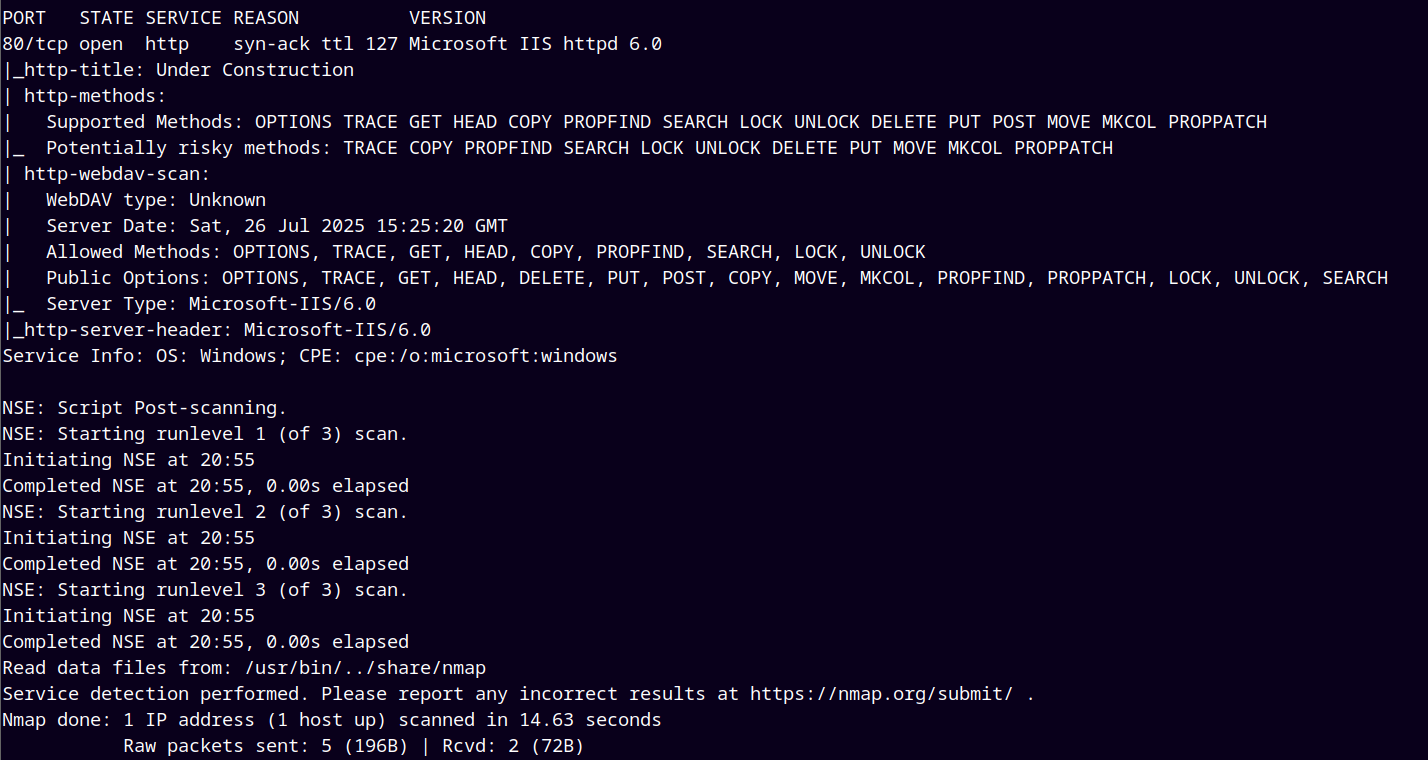 PORT   STATE SERVICE REASON          VERSION
80/tcp open  http    syn-ack ttl 127 Microsoft IIS httpd 6.0
|_http-title: Under Construction
| http-methods:
|   Supported Methods: OPTIONS TRACE GET HEAD COPY PROPFIND SEARCH LOCK UNLOCK DELETE PUT POST MOVE MKCOL PROPPATCH
|_  Potentially risky methods: TRACE COPY PROPFIND SEARCH LOCK UNLOCK DELETE PUT MOVE MKCOL PROPPATCH
| http-webdav-scan:
|   WebDAV type: Unknown
|   Server Date: Sat, 26 Jul 2025 15:25:20 GMT
|   Allowed Methods: OPTIONS, TRACE, GET, HEAD, COPY, PROPFIND, SEARCH, LOCK, UNLOCK
|   Public Options: OPTIONS, TRACE, GET, HEAD, DELETE, PUT, POST, COPY, MOVE, MKCOL, PROPFIND, PROPPATCH, LOCK, UNLOCK, SEARCH
|_  Server Type: Microsoft-IIS/6.0
|_http-server-header: Microsoft-IIS/6.0
Service Info: OS: Windows; CPE: cpe:/o:microsoft:windows

NSE: Script Post-scanning.
NSE: Starting runlevel 1 (of 3) scan.
Initiating NSE at 20:55
Completed NSE at 20:55, 0.00s elapsed
NSE: Starting runlevel 2 (of 3) scan.
Initiating NSE at 20:55
Completed NSE at 20:55, 0.00s elapsed
NSE: Starting runlevel 3 (of 3) scan.
Initiating NSE at 20:55
Completed NSE at 20:55, 0.00s elapsed
Read data files from: /usr/bin/../share/nmap
Service detection performed. Please report any incorrect results at https://nmap.org/submit/ .
Nmap done: 1 IP address (1 host up) scanned in 14.63 seconds
           Raw packets sent: 5 (196B) | Rcvd: 2 (72B)